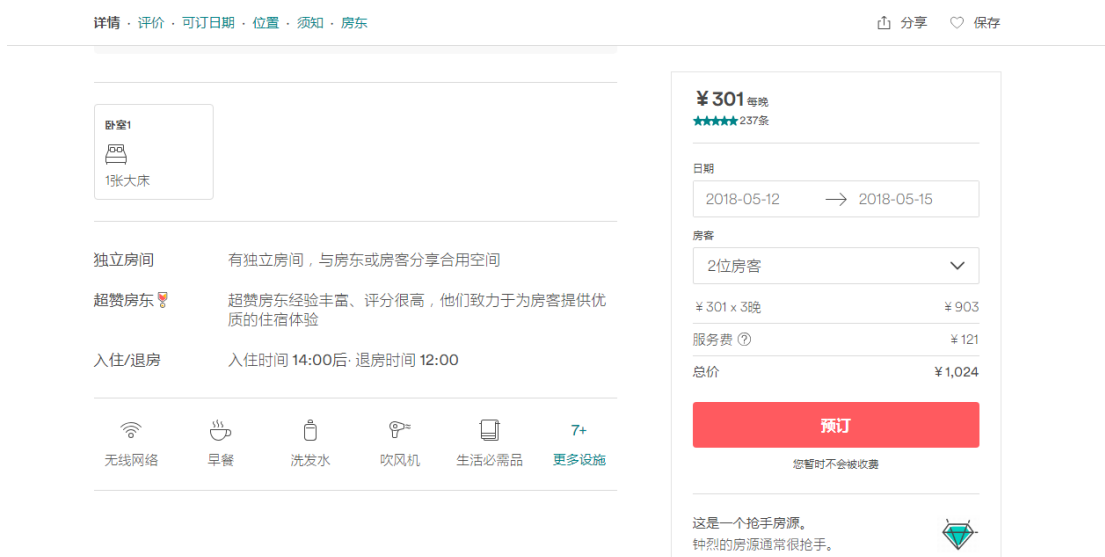 详情 · 评价 · 可订日期 · 位置 · 须知 · 房东
分享 保存
卧室1
1张大床
独立房间 有独立房间，与房东或房客分享合用空间
超赞房东 超赞房东经验丰富、评分很高，他们致力于为房客提供优
质的住宿体验
入住/退房 入住时间 14:00后· 退房时间 12:00
无线网络 早餐 洗发水 吹风机 生活必需品
7+
更多设施
¥301 每晚
237条
日期
2018-05-12 → 2018-05-15
房客
2位房客
¥301 x 3晚 ¥903
服务费 ? ¥121
总价 ¥1,024
预订
您暂时不会被收费
这是一个抢手房源。
钟烈的房源通常很抢手。